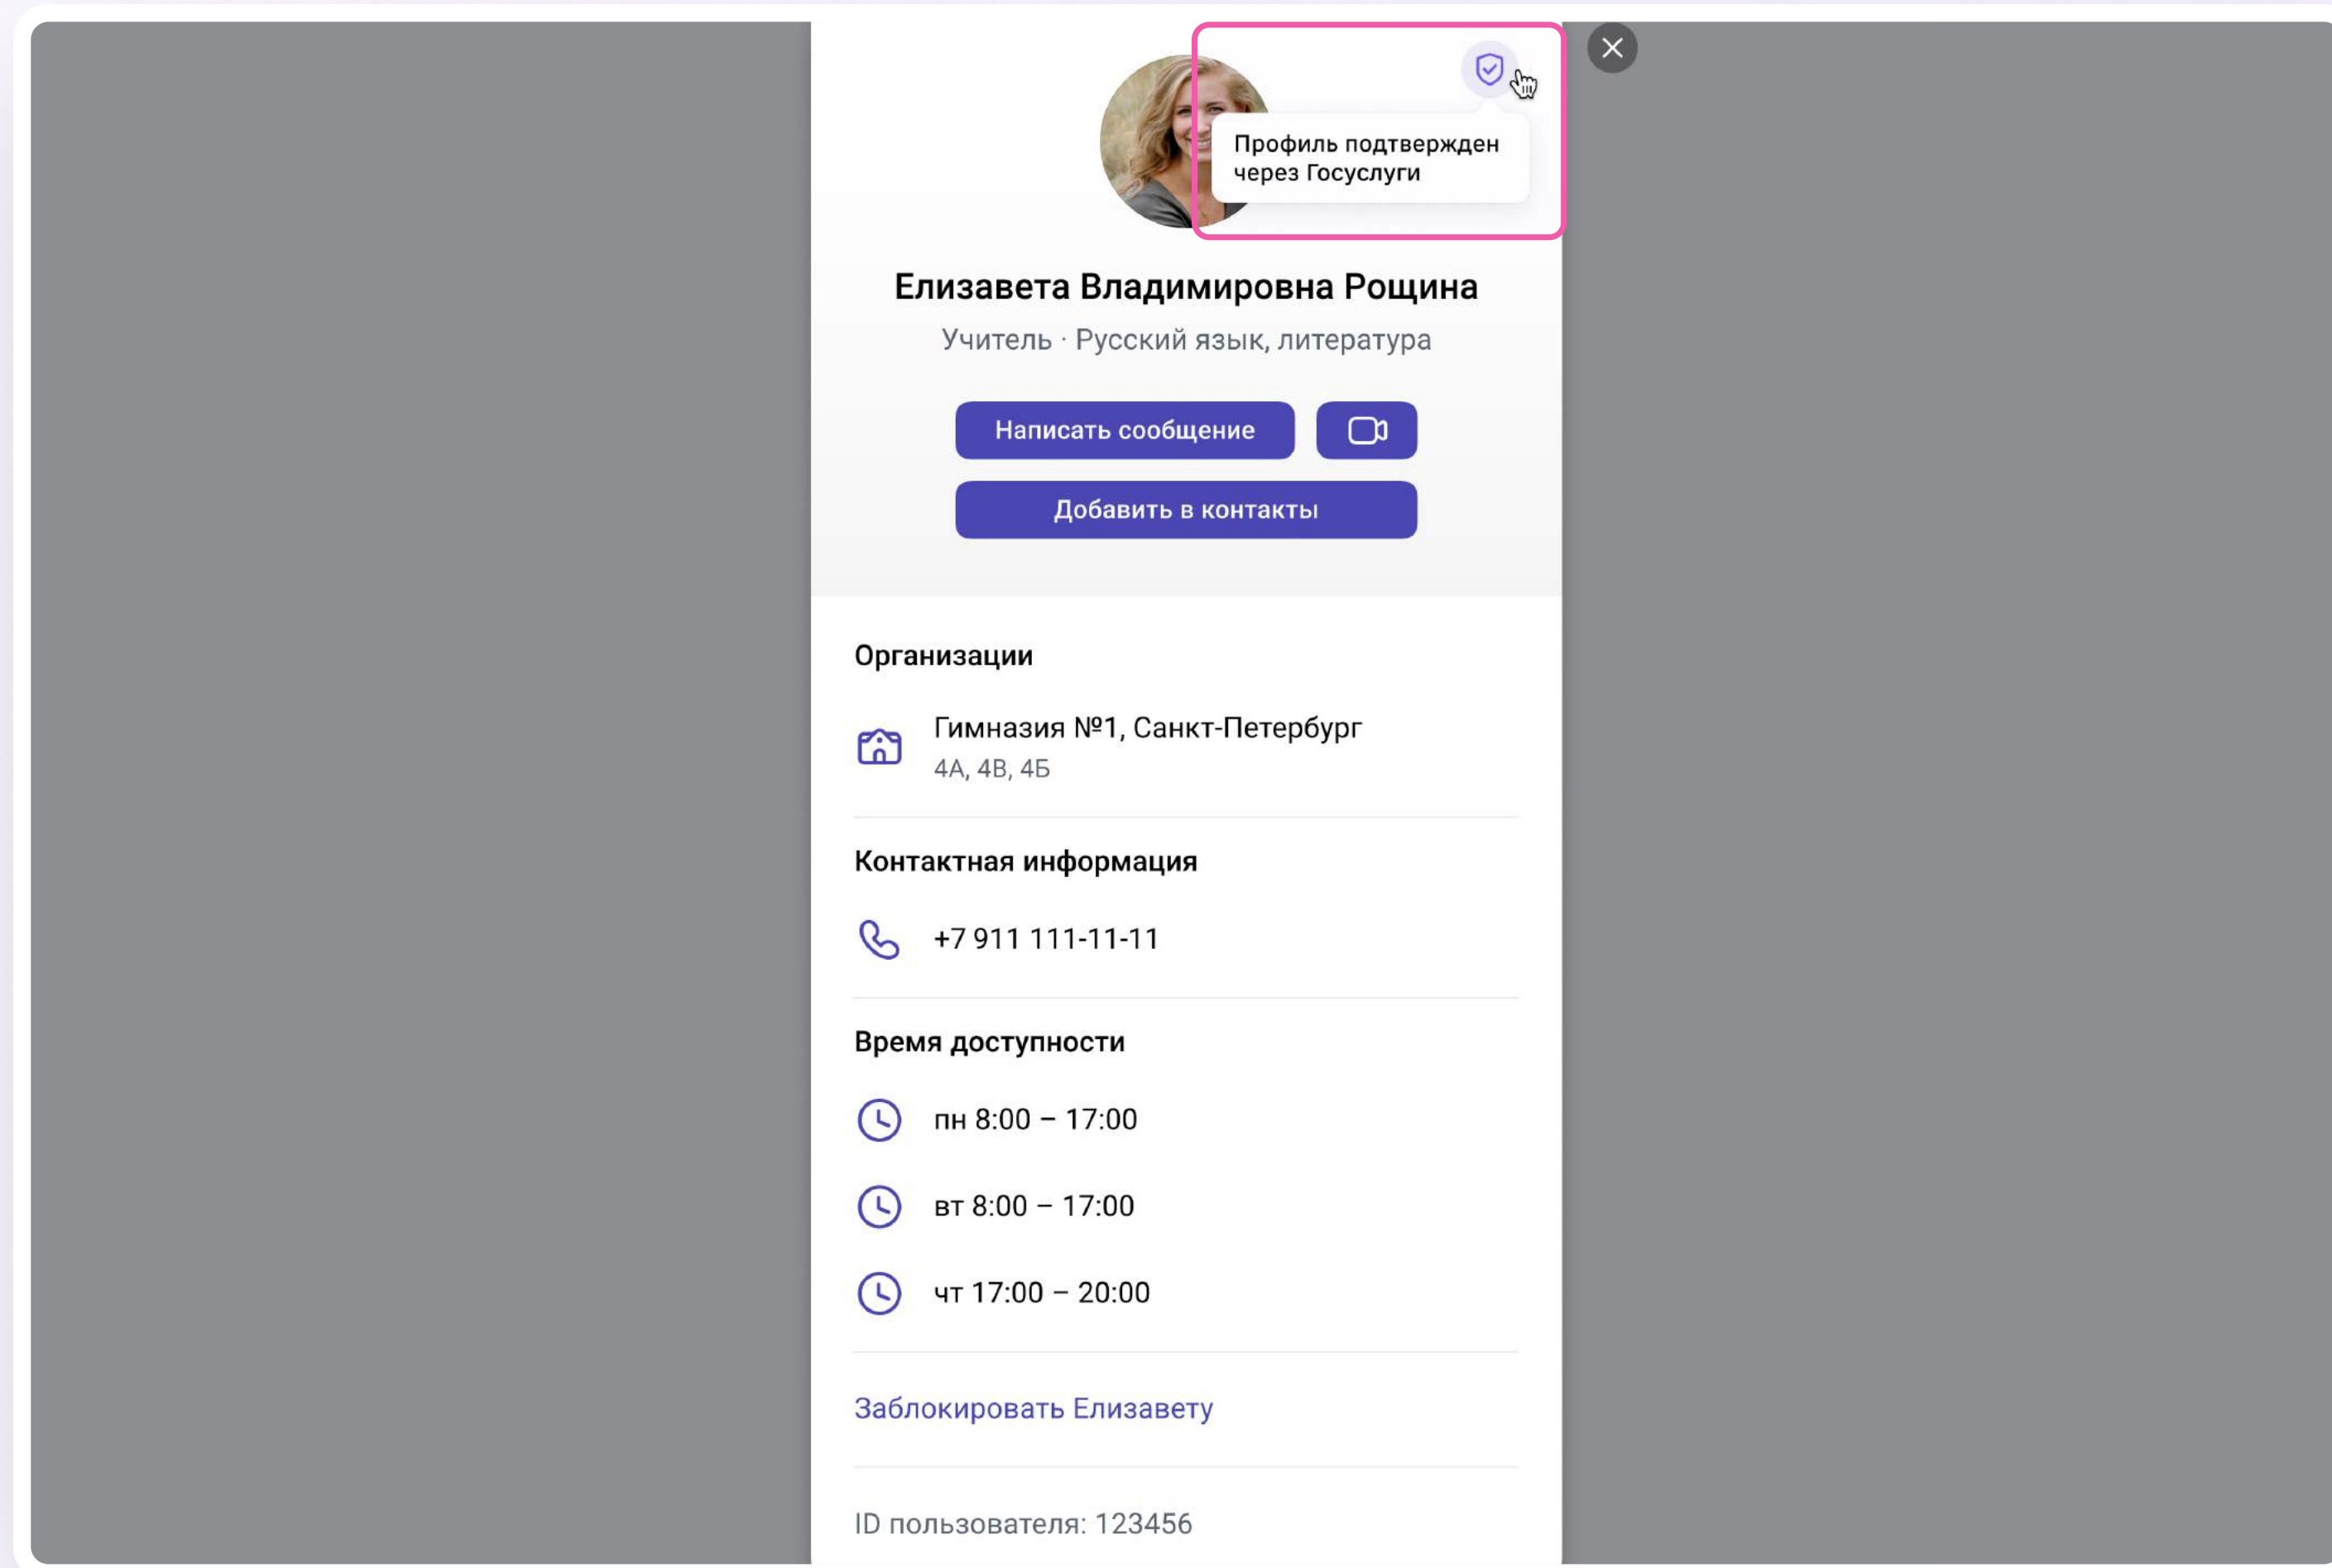 Профиль подтвержден
через Госуслуги
Елизавета Владимировна Рощина
Учитель · Русский язык, литература
Написать сообщение
Добавить в контакты
Организации
Гимназия №1, Санкт-Петербург
4А, 4В, 4Б
Контактная информация
+7 911 111-11-11
Время доступности
пн 8:00 – 17:00
вт 8:00 – 17:00
чт 17:00 – 20:00
Заблокировать Елизавету
ID пользователя: 123456